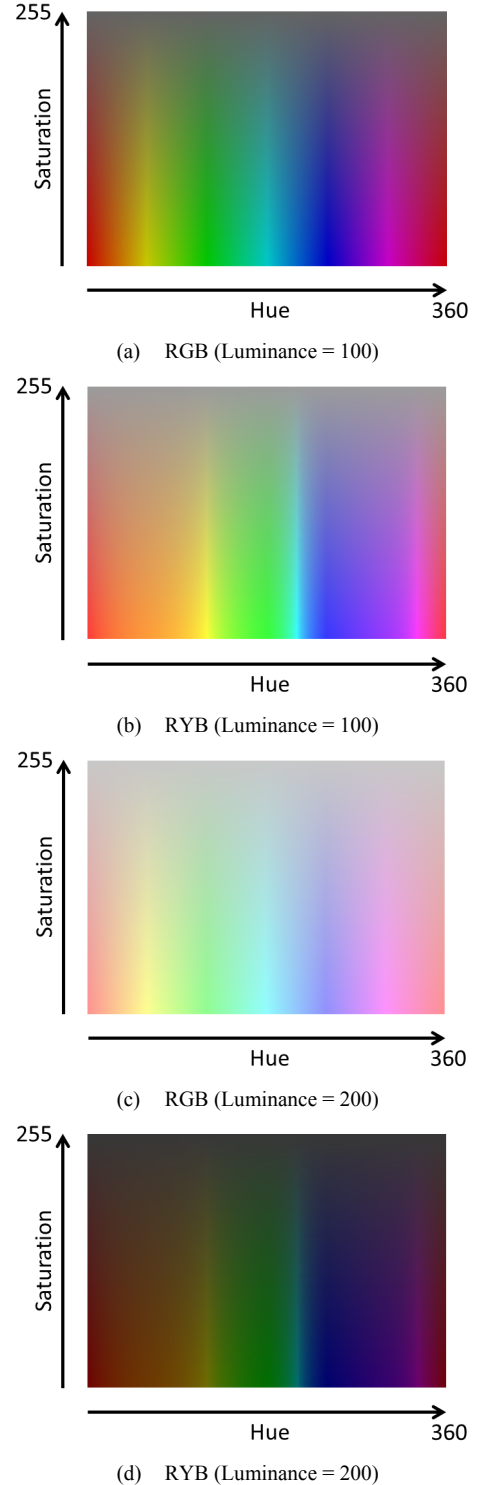 255
Saturation
Hue
360
(a) RGB (Luminance = 100)
255
Saturation
Hue
360
(b) RYB (Luminance = 100)
255
Saturation
Hue
360
(c) RGB (Luminance = 200)
255
Saturation
Hue
360
(d) RYB (Luminance = 200)